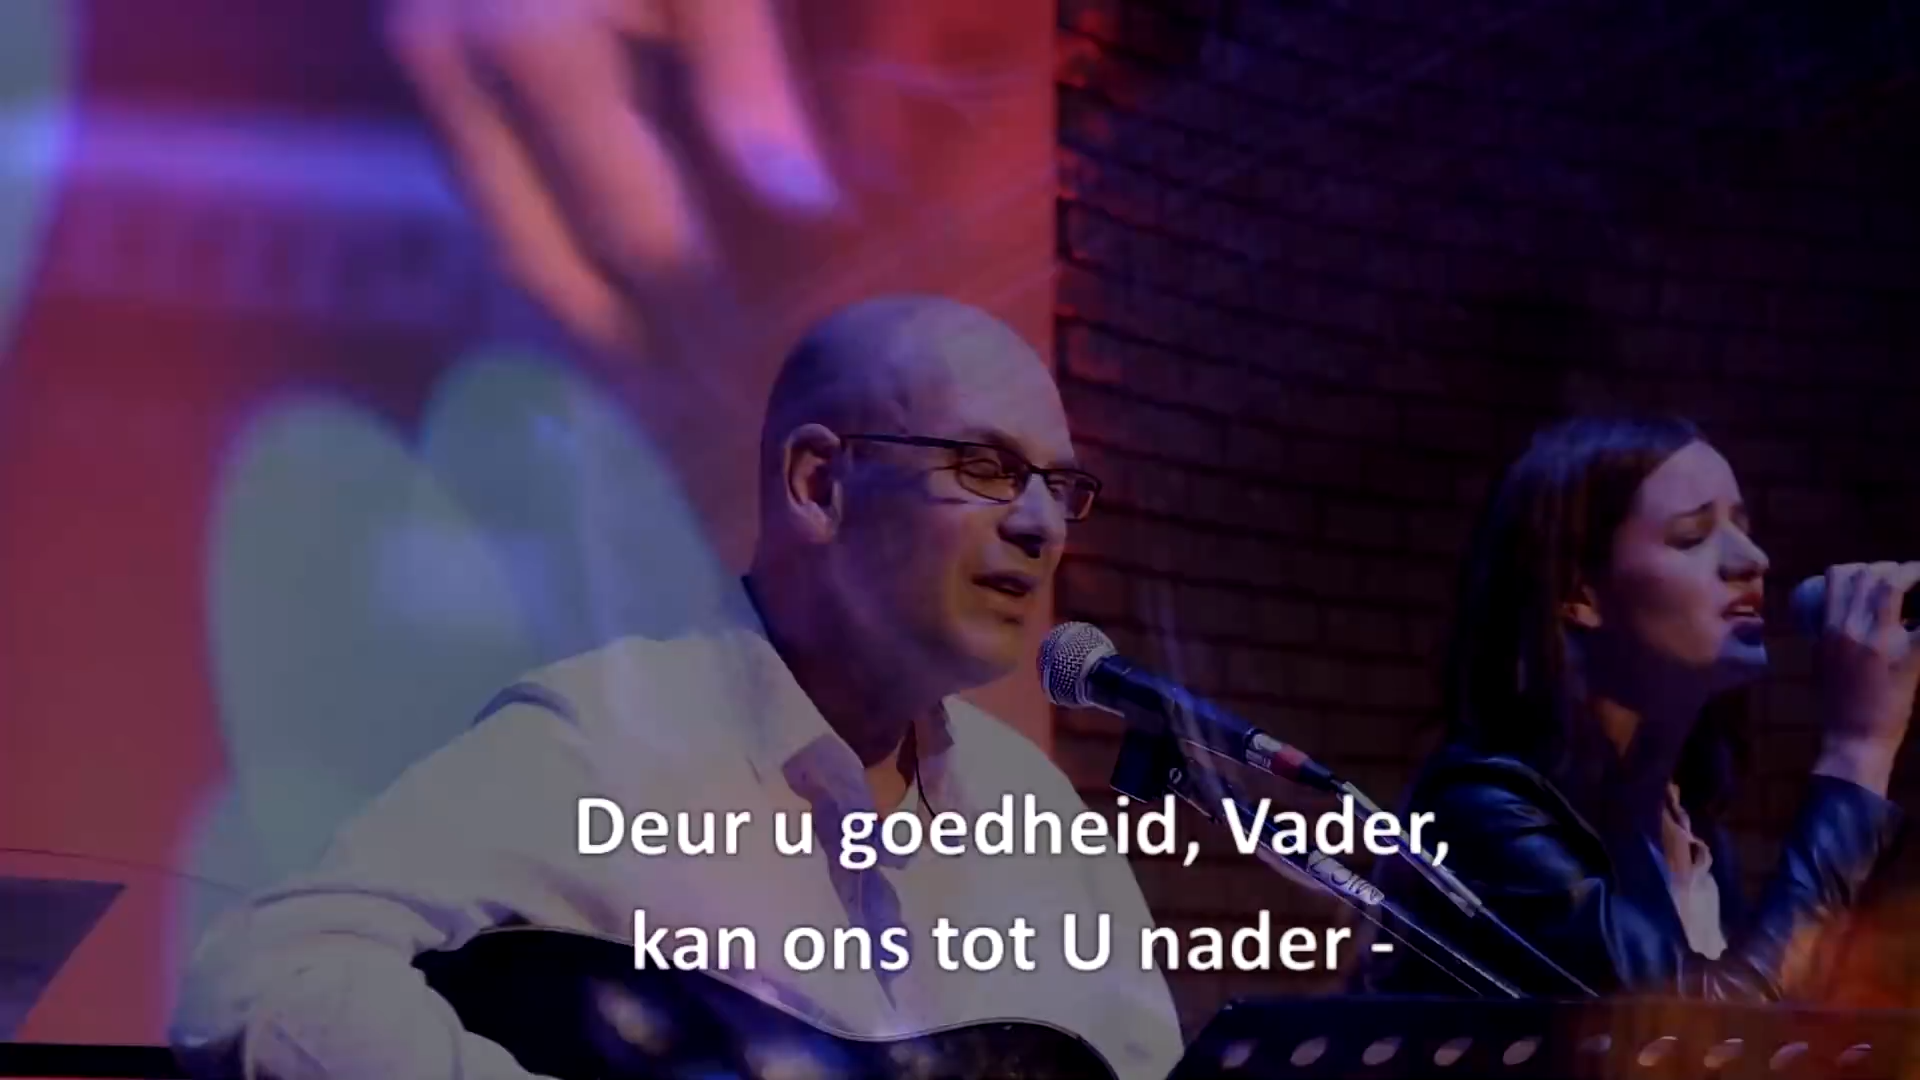 Deur u goedheid, Vader,
kan ons tot U nader -